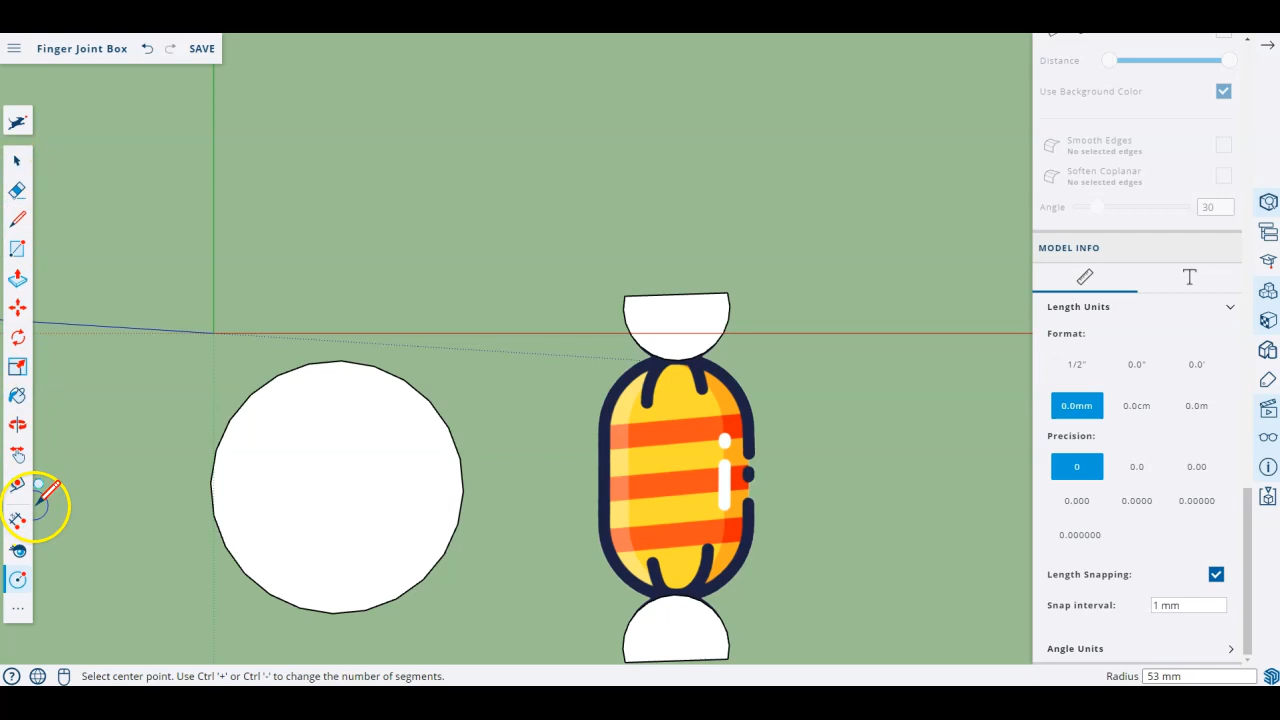 Finger Joint Box
SAVE
Distance
Use Background Color
Smooth Edges
No selected edges
Soften Coplanar
No selected edges
Angle
30
MODEL INFO
Length Units
Format:
1/2" 0.0" 0.0'
0.0mm 0.0cm 0.0m
Precision:
0 0.0 0.00
0.000 0.0000 0.00000
0.000000
Length Snapping:
Snap interval: 1 mm
Angle Units
Select center point. Use Ctrl '+' or Ctrl '-' to change the number of segments.
Radius 53 mm